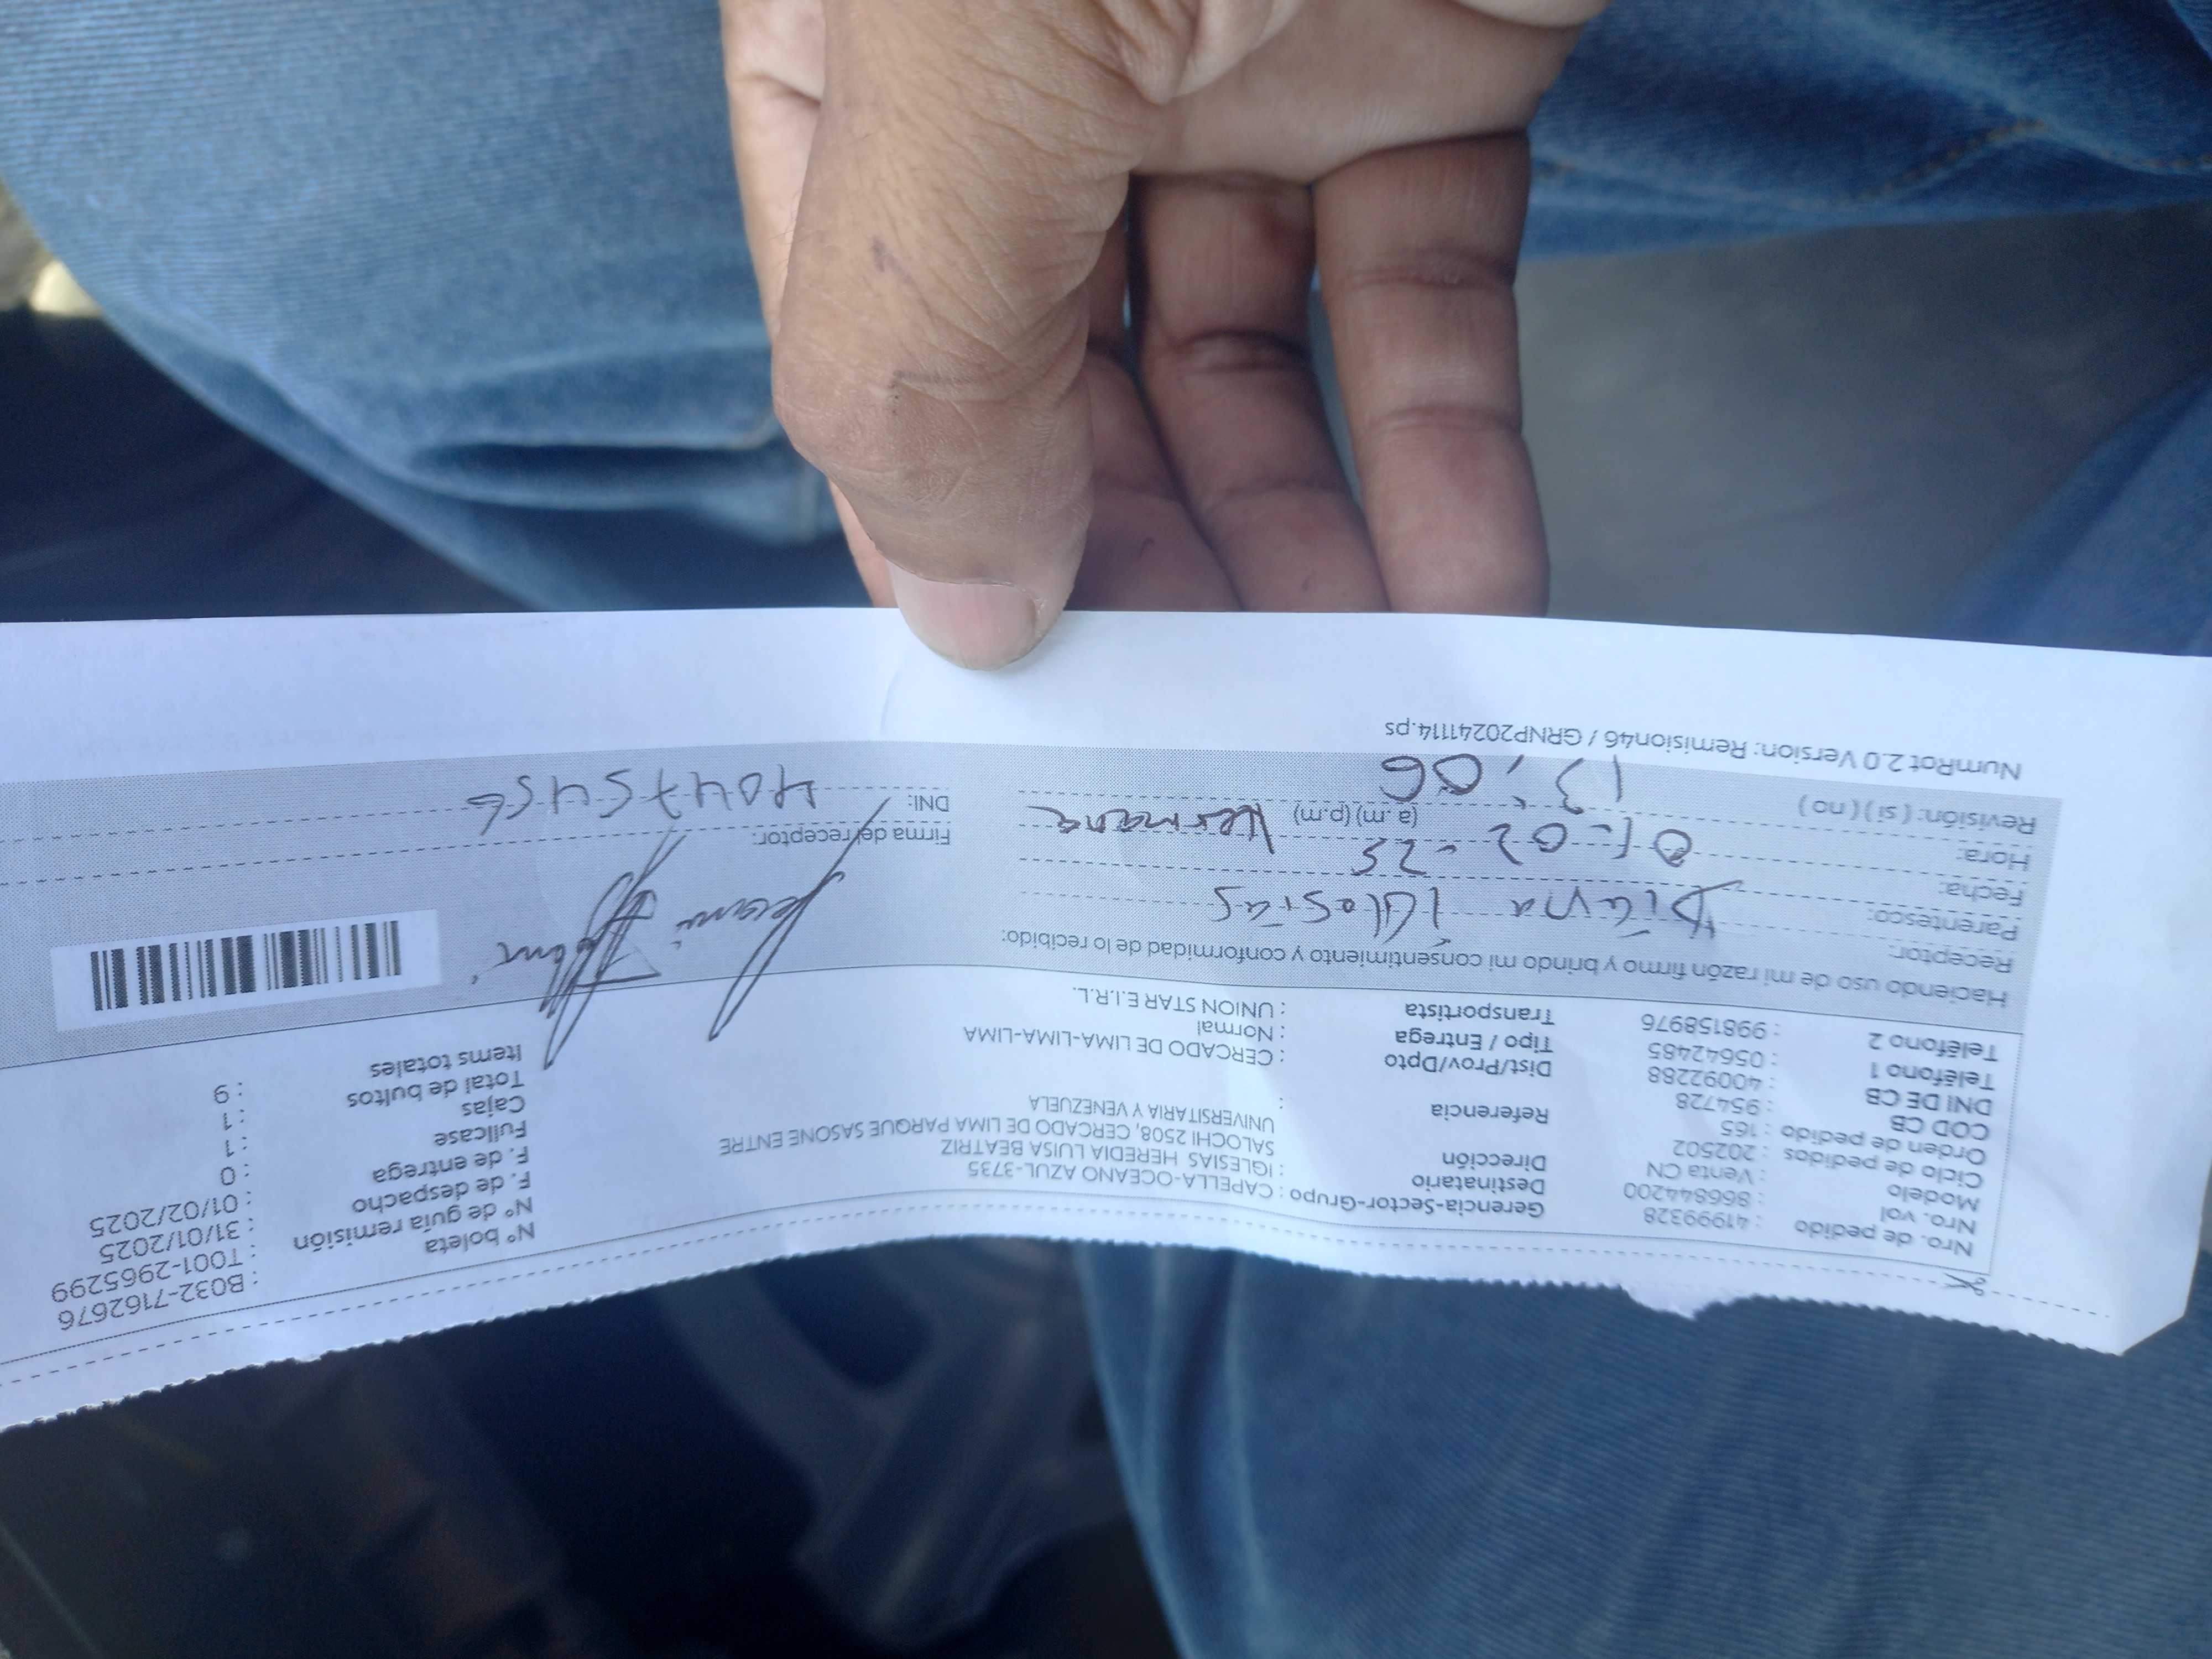 Nro. de pedido : 41999328
Nro. vol : 866844200
Modelo : Venta CN
Ciclo de pedidos : 202502
Orden de pedido : 165
COD CB : 954728
DNI DE CB : 40092288
Teléfono 1 : 05642485
Teléfono 2 : 998158976
Gerencia-Sector-Grupo : CAPELLA-OCEANO AZUL-3735
Destinatario : IGLESIAS HEREDIA LUISA BEATRIZ
Dirección SALOCHI 2508, CERCADO DE LIMA PARQUE SASONE ENTRE
UNIVERSITARIA Y VENEZUELA
Referencia :
Dist/Prov/Dpto : CERCADO DE LIMA-LIMA-LIMA
Tipo / Entrega : Normal
Transportista : UNION STAR E.I.R.L.
N° boleta : B032-7162676
N° de guía remisión : T001-2965299
F. de despacho : 31/01/2025
F. de entrega : 01/02/2025
Fullcase : 0
Cajas : 1
Total de bultos : 1
Items totales : 9
Haciendo uso de mi razón firmo y brindo mi consentimiento y conformidad de lo recibido:
Receptor: Diana
Parentesco: Hermana
Fecha: 01-02-25
Hora: 13:06 (a.m) (p.m)
Revisión: ( si ) ( no )
Firma del receptor:
DNI: 40475456
NumRot 2.0 Version: Remision46 / GRNP20241114.ps